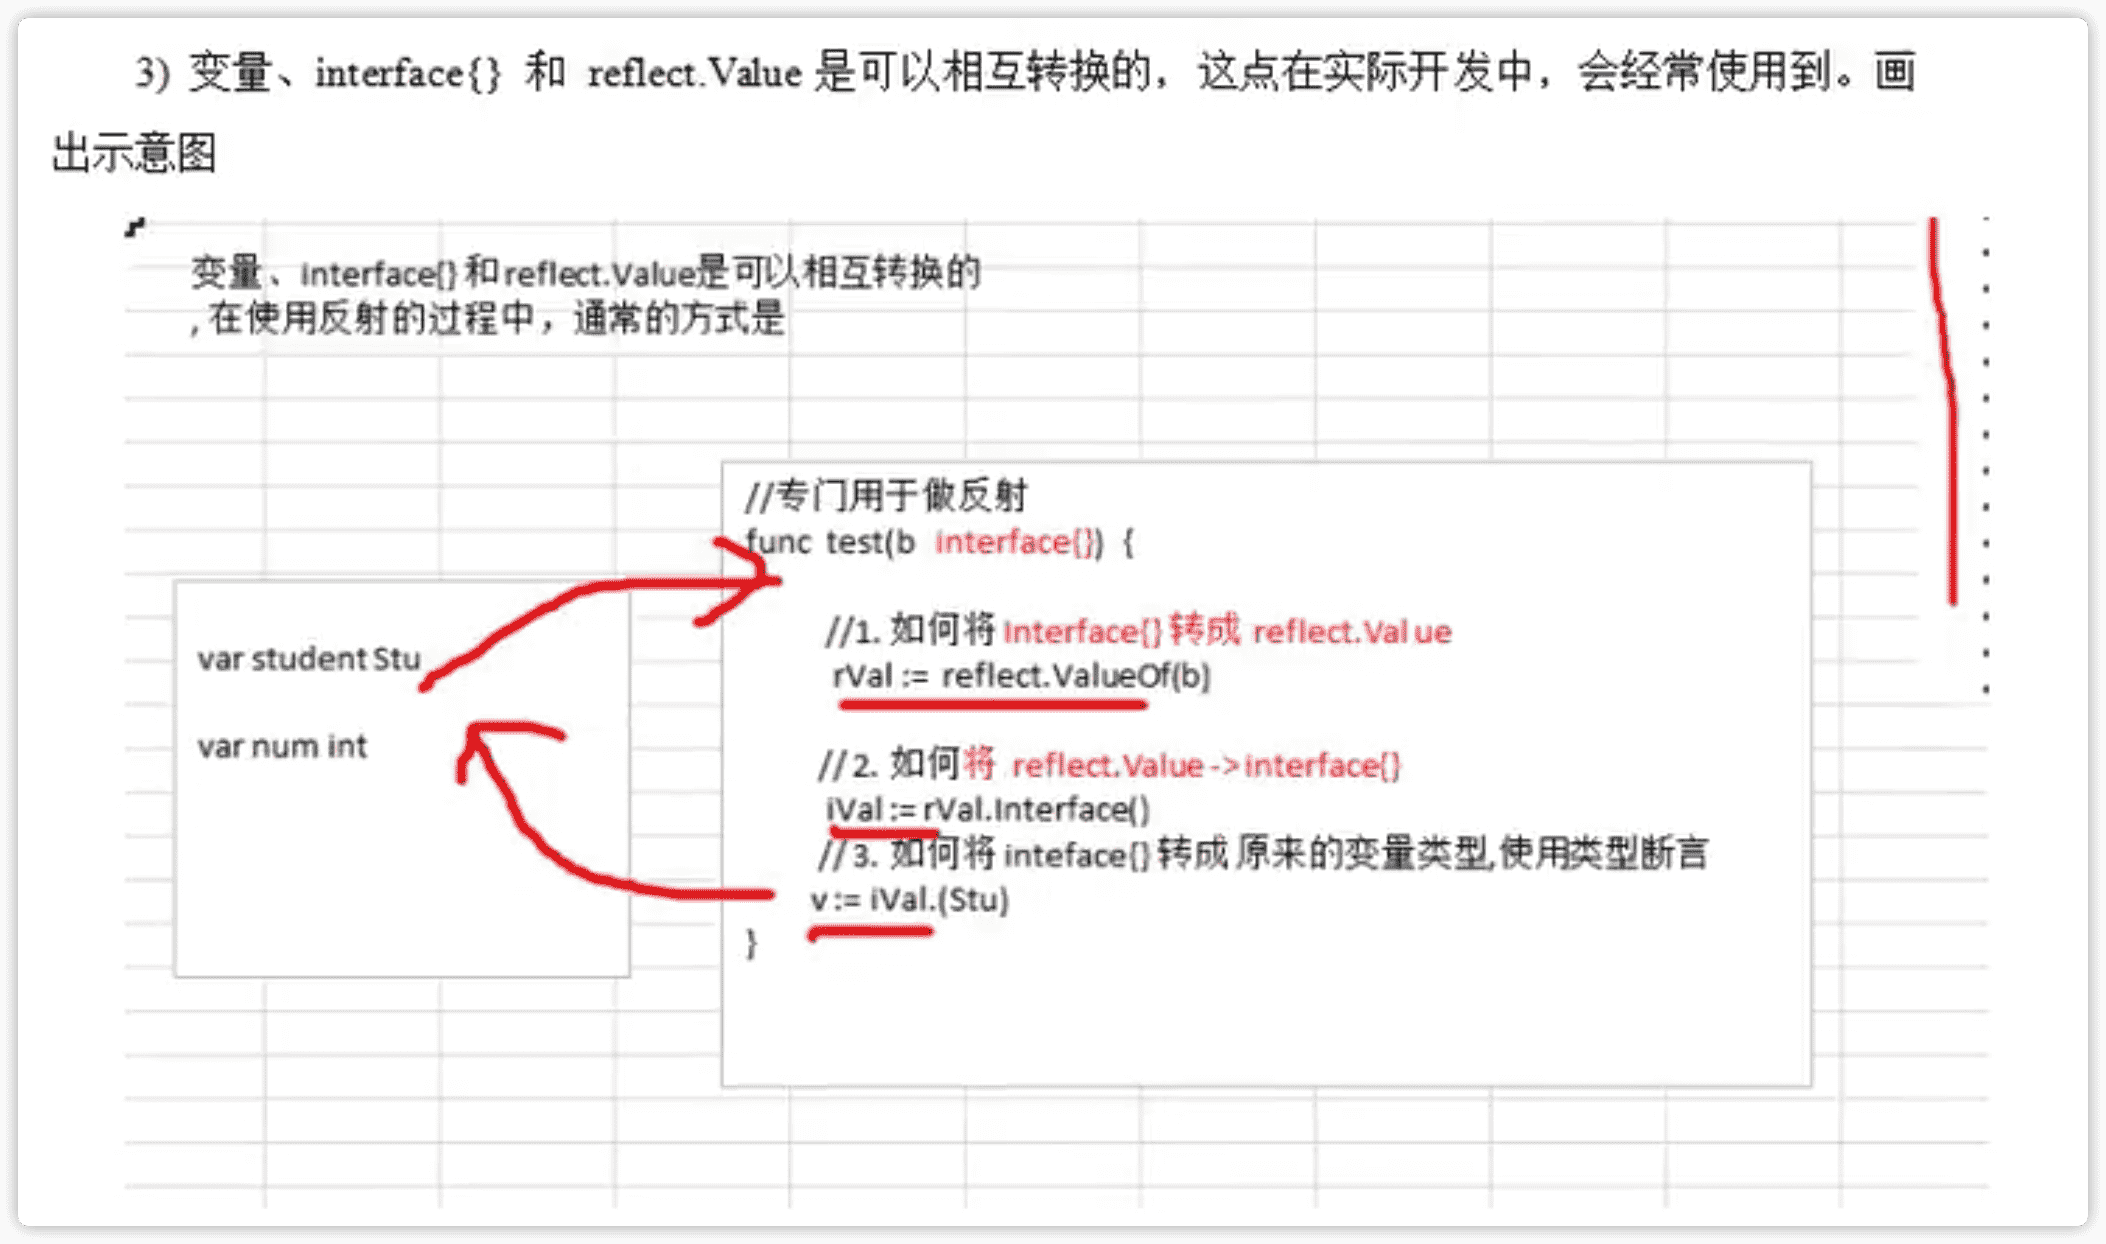 3) 变量、interface{} 和 reflect.Value 是可以相互转换的，这点在实际开发中，会经常使用到。画
出示意图
变量、interface{}和reflect.Value是可以相互转换的
,在使用反射的过程中，通常的方式是
//专门用于做反射
func test(b interface{}) {
//1. 如何将 interface{} 转成 reflect.Value
rVal := reflect.ValueOf(b)
//2. 如何将 reflect.Value->interface{}
iVal := rVal.Interface()
//3. 如何将 inteface{} 转成 原来的变量类型,使用类型断言
v := iVal.(Stu)
}
var student Stu
var num int